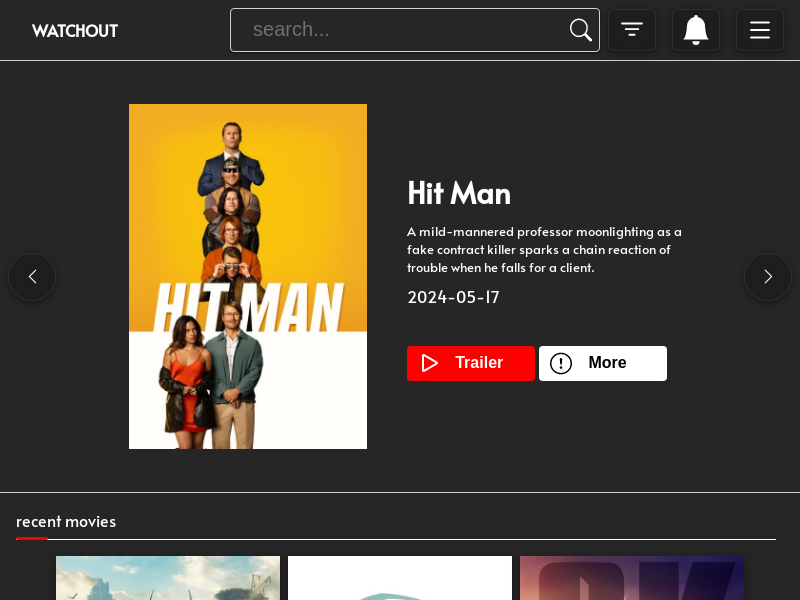 WATCHOUT
search...
HIT MAN
Hit Man
A mild-mannered professor moonlighting as a
fake contract killer sparks a chain reaction of
trouble when he falls for a client.
2024-05-17
Trailer
More
recent movies